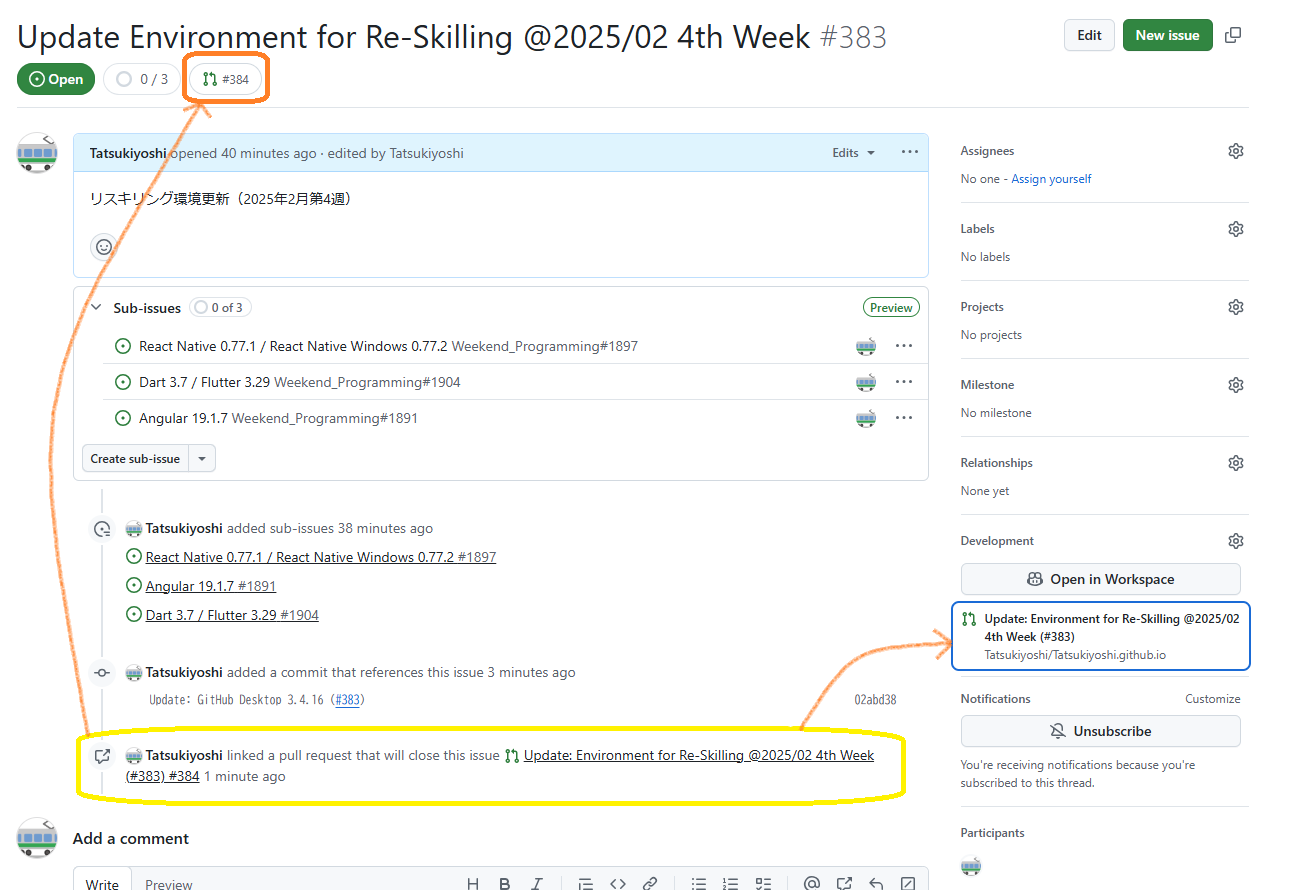 Update Environment for Re-Skilling @2025/02 4th Week #383
Edit
New issue
Open
0 / 3
#384
Tatsukiyoshi opened 40 minutes ago · edited by Tatsukiyoshi
Edits
リスキリング環境更新（2025年2月第4週）
Sub-issues
0 of 3
Preview
React Native 0.77.1 / React Native Windows 0.77.2 Weekend_Programming#1897
Dart 3.7 / Flutter 3.29 Weekend_Programming#1904
Angular 19.1.7 Weekend_Programming#1891
Create sub-issue
Tatsukiyoshi added sub-issues 38 minutes ago
React Native 0.77.1 / React Native Windows 0.77.2 #1897
Angular 19.1.7 #1891
Dart 3.7 / Flutter 3.29 #1904
Tatsukiyoshi added a commit that references this issue 3 minutes ago
Update: GitHub Desktop 3.4.16 (#383)
02abd38
Tatsukiyoshi linked a pull request that will close this issue Update: Environment for Re-Skilling @2025/02 4th Week
(#383) #384 1 minute ago
Add a comment
Write
Preview
Assignees
No one - Assign yourself
Labels
No labels
Projects
No projects
Milestone
No milestone
Relationships
None yet
Development
Open in Workspace
Update: Environment for Re-Skilling @2025/02
4th Week (#383)
Tatsukiyoshi/Tatsukiyoshi.github.io
Notifications
Customize
Unsubscribe
You're receiving notifications because you're
subscribed to this thread.
Participants